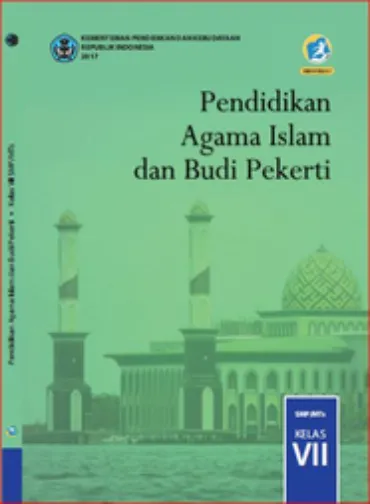 KEMENTERIAN PENDIDIKAN DAN KEBUDAYAAN
REPUBLIK INDONESIA
2017
Pendidikan
Agama Islam
dan Budi Pekerti
Pendidikan Agama Islam dan Budi Pekerti • Kelas VII SMP/MTs
SMP/MTs
KELAS
VII